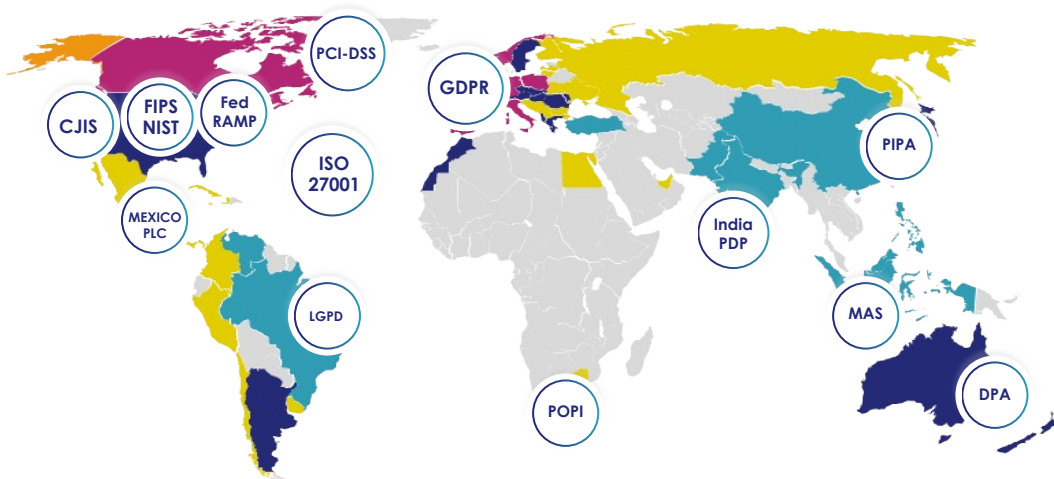 PCI-DSS
GDPR
CJIS
FIPS
NIST
Fed
RAMP
PIPA
ISO
27001
MEXICO
PLC
India
PDP
LGPD
MAS
POPI
DPA